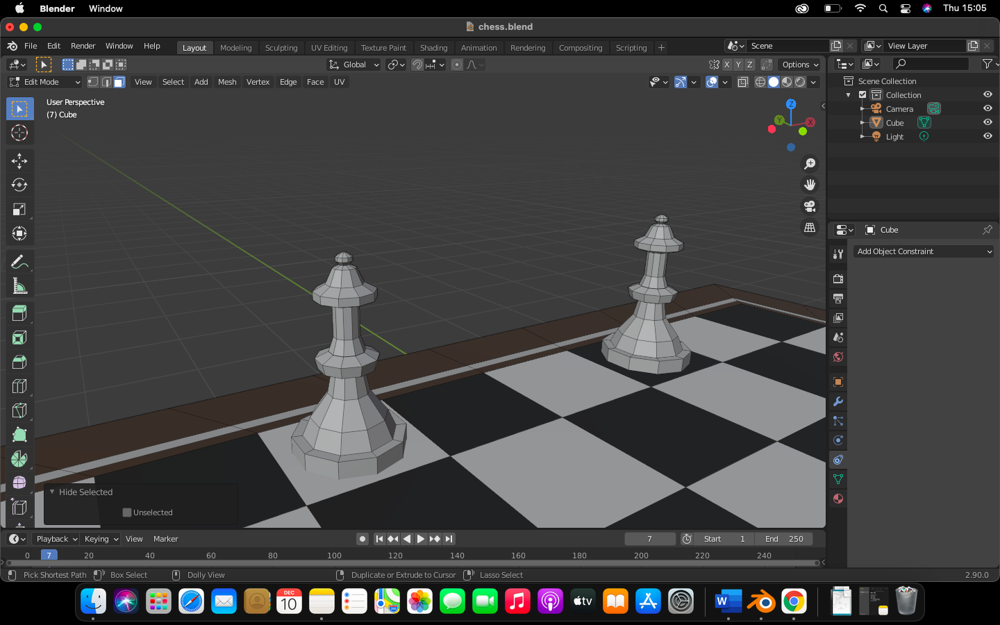 Blender Window Thu 15:05
chess.blend
File Edit Render Window Help Layout Modeling Sculpting UV Editing Texture Paint Shading Animation Rendering Compositing Scripting + Scene View Layer
Global X Y Z Options
Edit Mode View Select Add Mesh Vertex Edge Face UV
Scene Collection
Collection
Camera
Cube
Light
User Perspective
(7) Cube
Z
Y
X
Cube
Add Object Constraint
Hide Selected
Unselected
Playback Keying View Marker 7 Start 1 End 250
0 7 20 40 60 80 100 120 140 160 180 200 220 240
Pick Shortest Path Box Select Dolly View Duplicate or Extrude to Cursor Lasso Select 2.90.0
DEC
10
tv
W